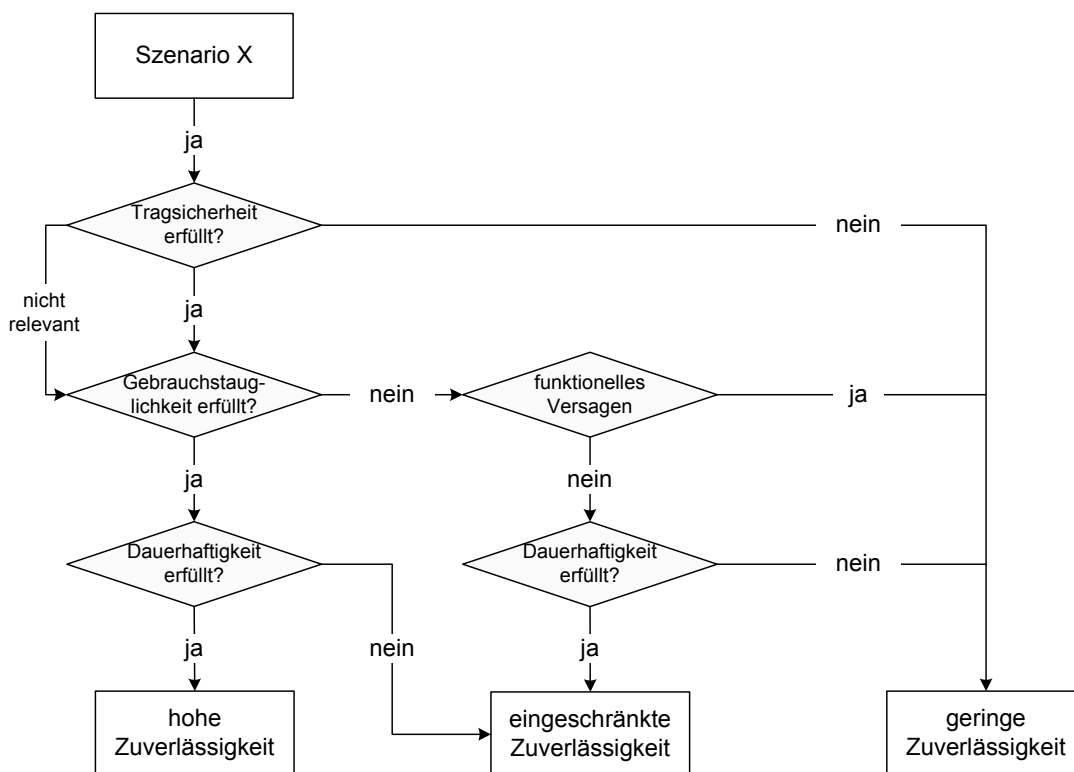 Szenario X
ja
Tragsicherheit
erfüllt?
nein
nicht
relevant
ja
Gebrauchstaug-
lichkeit erfüllt?
nein
funktionelles
Versagen
ja
ja
nein
Dauerhaftigkeit
erfüllt?
Dauerhaftigkeit
erfüllt?
nein
ja
nein
ja
hohe
Zuverlässigkeit
eingeschränkte
Zuverlässigkeit
geringe
Zuverlässigkeit